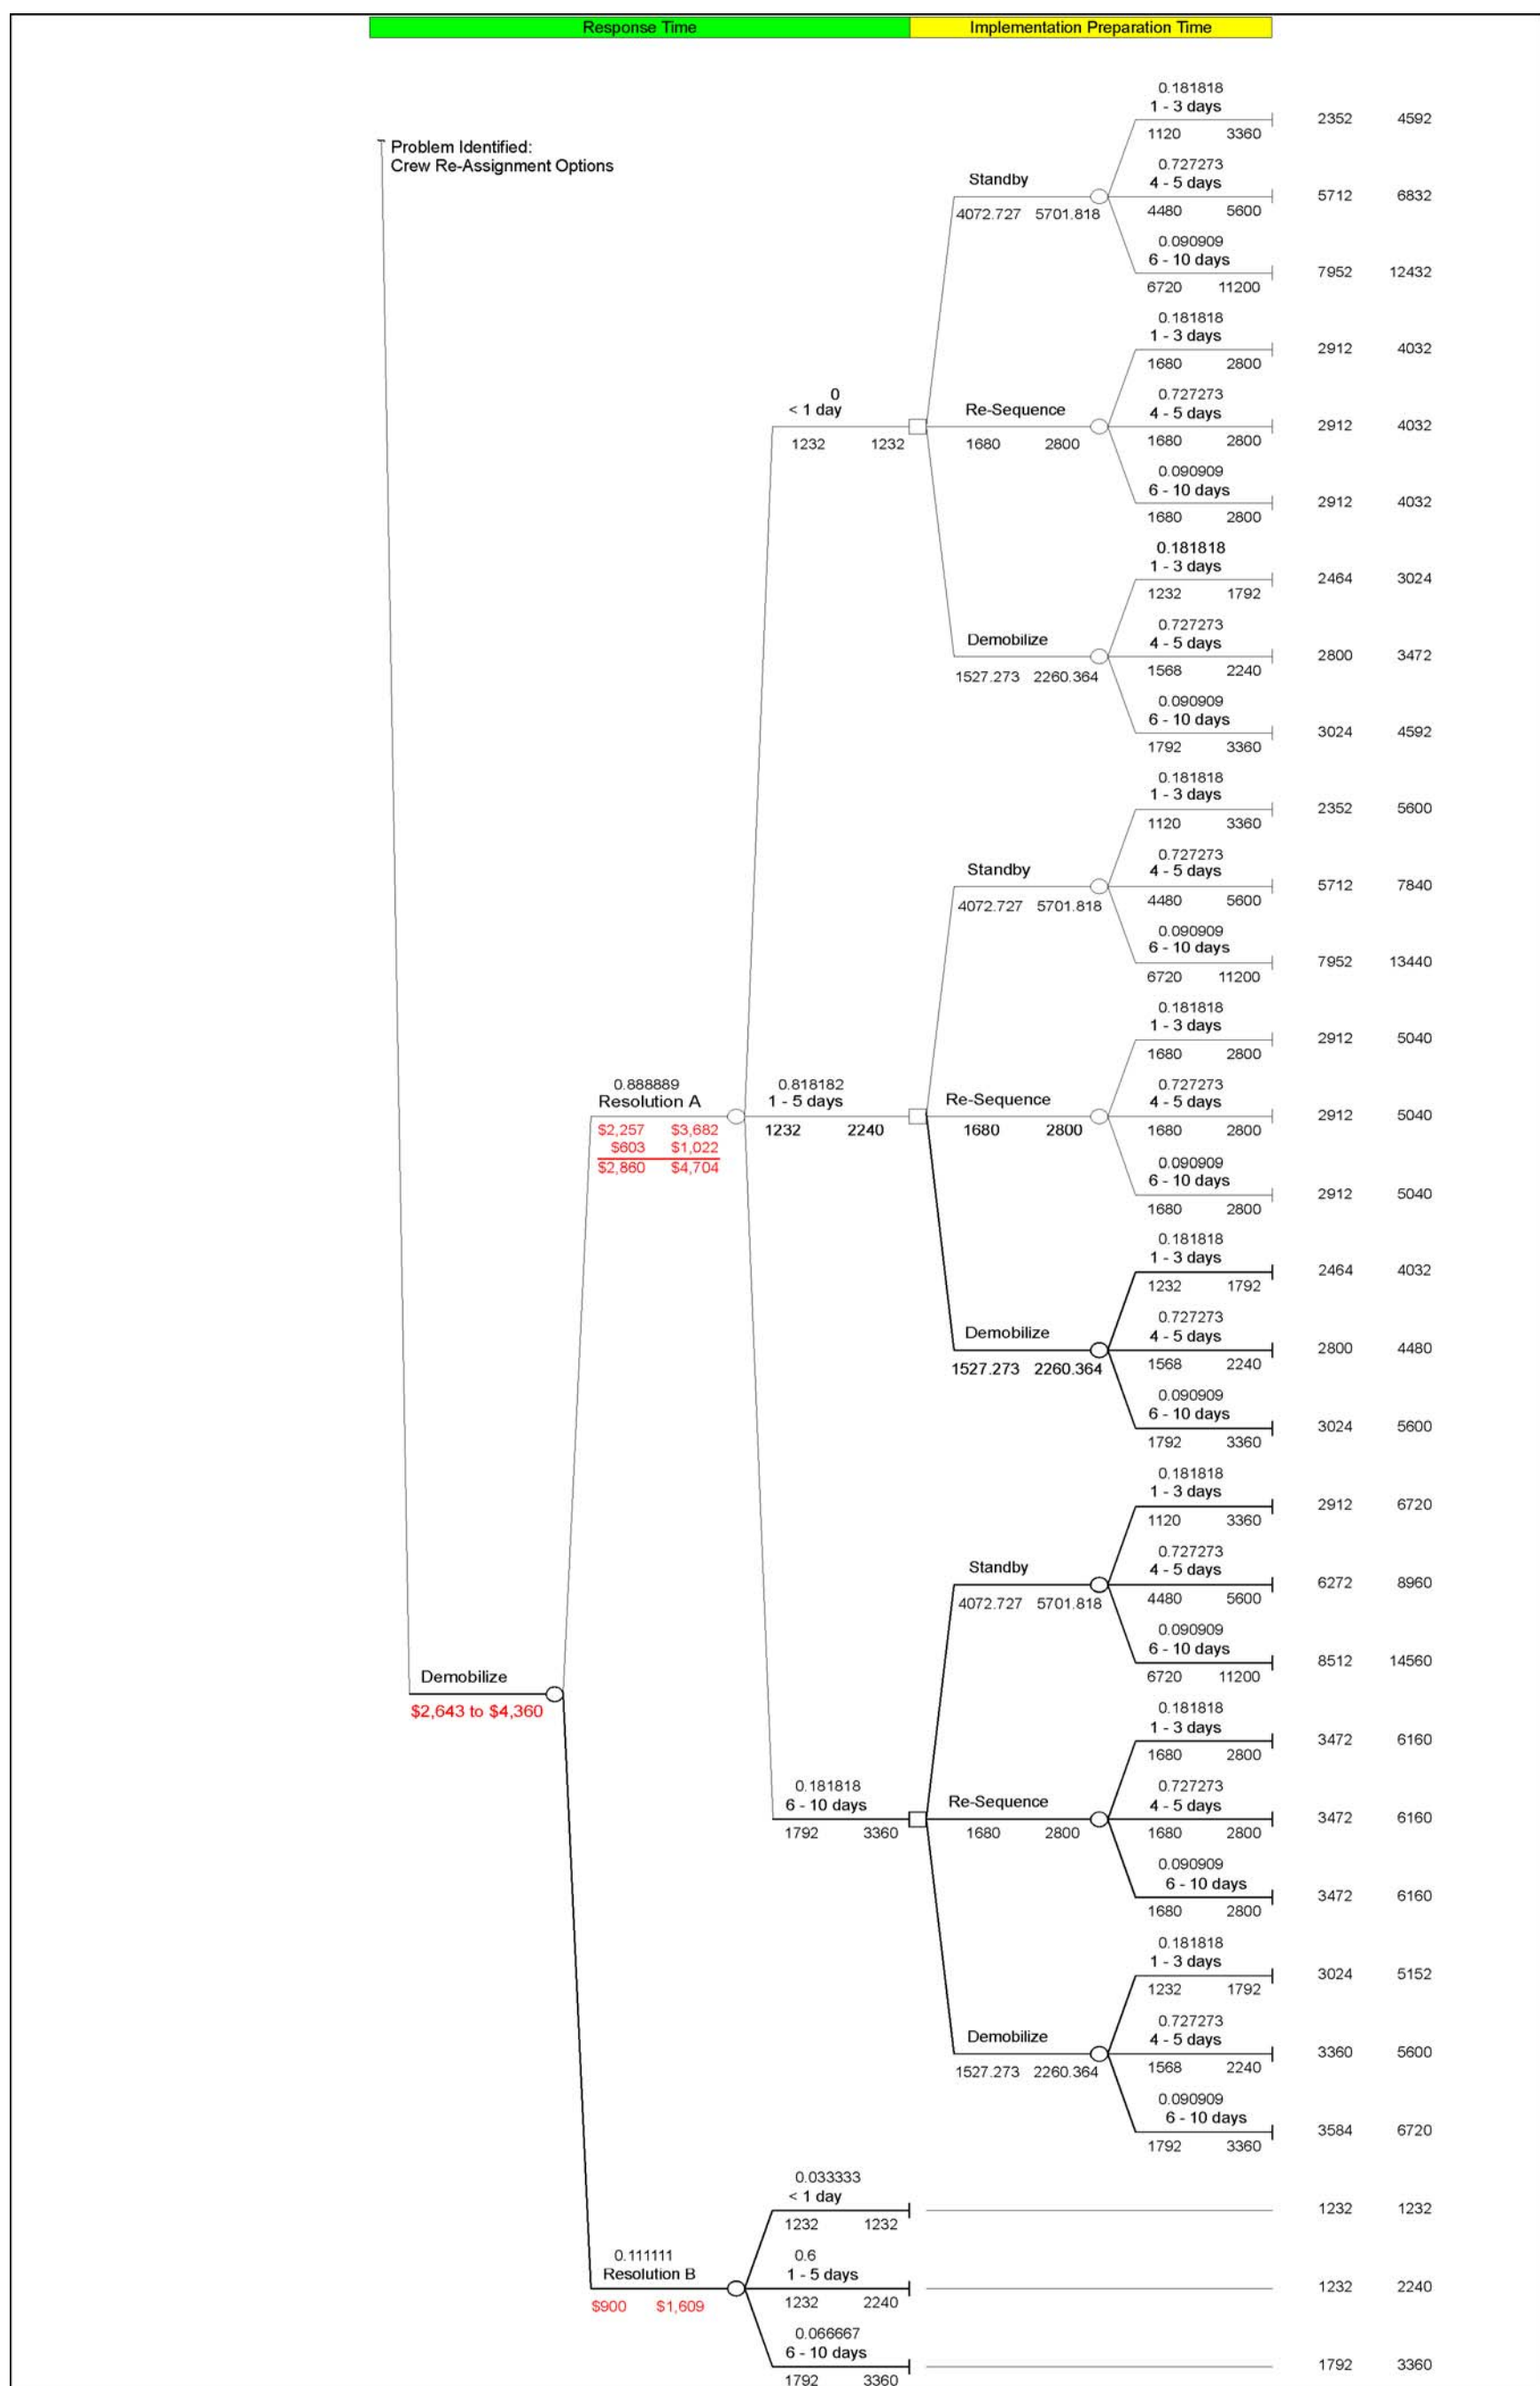 Response Time Implementation Preparation Time
Problem Identified:
Crew Re-Assignment Options
0.181818
1 - 3 days
1120 3360 2352 4592
Standby
4072.727 5701.818
0.727273
4 - 5 days
4480 5600 5712 6832
0.090909
6 - 10 days
6720 11200 7952 12432
0.181818
1 - 3 days
1680 2800 2912 4032
0
< 1 day
1232 1232
Re-Sequence
1680 2800
0.727273
4 - 5 days
1680 2800 2912 4032
0.090909
6 - 10 days
1680 2800 2912 4032
0.181818
1 - 3 days
1232 1792 2464 3024
Demobilize
1527.273 2260.364
0.727273
4 - 5 days
1568 2240 2800 3472
0.090909
6 - 10 days
1792 3360 3024 4592
0.181818
1 - 3 days
1120 3360 2352 5600
Standby
4072.727 5701.818
0.727273
4 - 5 days
4480 5600 5712 7840
0.090909
6 - 10 days
6720 11200 7952 13440
0.181818
1 - 3 days
1680 2800 2912 5040
0.888889
Resolution A
$2,257 $3,682
$603 $1,022
$2,860 $4,704
0.818182
1 - 5 days
1232 2240
Re-Sequence
1680 2800
0.727273
4 - 5 days
1680 2800 2912 5040
0.090909
6 - 10 days
1680 2800 2912 5040
0.181818
1 - 3 days
1232 1792 2464 4032
Demobilize
1527.273 2260.364
0.727273
4 - 5 days
1568 2240 2800 4480
0.090909
6 - 10 days
1792 3360 3024 5600
0.181818
1 - 3 days
1120 3360 2912 6720
Standby
4072.727 5701.818
0.727273
4 - 5 days
4480 5600 6272 8960
0.090909
6 - 10 days
6720 11200 8512 14560
Demobilize
$2,643 to $4,360
0.181818
1 - 3 days
1680 2800 3472 6160
0.181818
6 - 10 days
1792 3360
Re-Sequence
1680 2800
0.727273
4 - 5 days
1680 2800 3472 6160
0.090909
6 - 10 days
1680 2800 3472 6160
0.181818
1 - 3 days
1232 1792 3024 5152
Demobilize
1527.273 2260.364
0.727273
4 - 5 days
1568 2240 3360 5600
0.090909
6 - 10 days
1792 3360 3584 6720
0.033333
< 1 day
1232 1232 1232 1232
0.111111
Resolution B
$900 $1,609
0.6
1 - 5 days
1232 2240 1232 2240
0.066667
6 - 10 days
1792 3360 1792 3360